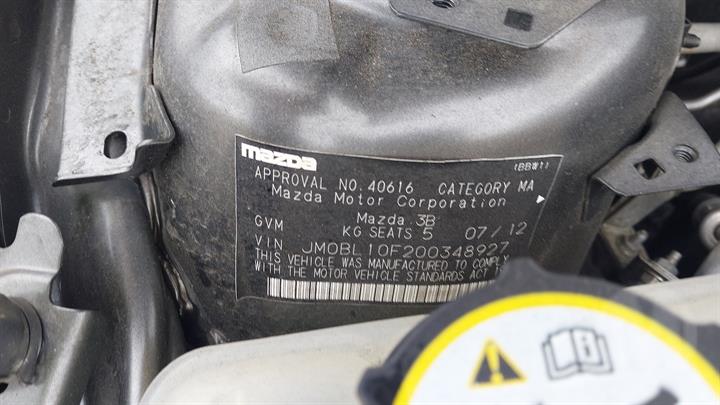 (BBW1)
mazda
APPROVAL NO. 40616 CATEGORY MA
Mazda Motor Corporation
Mazda 3B
GVM KG SEATS 5 07/12
VIN JM0BL10F200348927
THIS VEHICLE WAS MANUFACTURED TO COMPLY
WITH THE MOTOR VEHICLE STANDARDS ACT